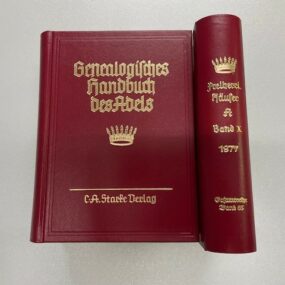 Genealogisches
Handbuch
des Adels
C.A. Starke Verlag
Freiherrl.
Häuser
A
Band X
1977
Gesamtreihe
Band 65